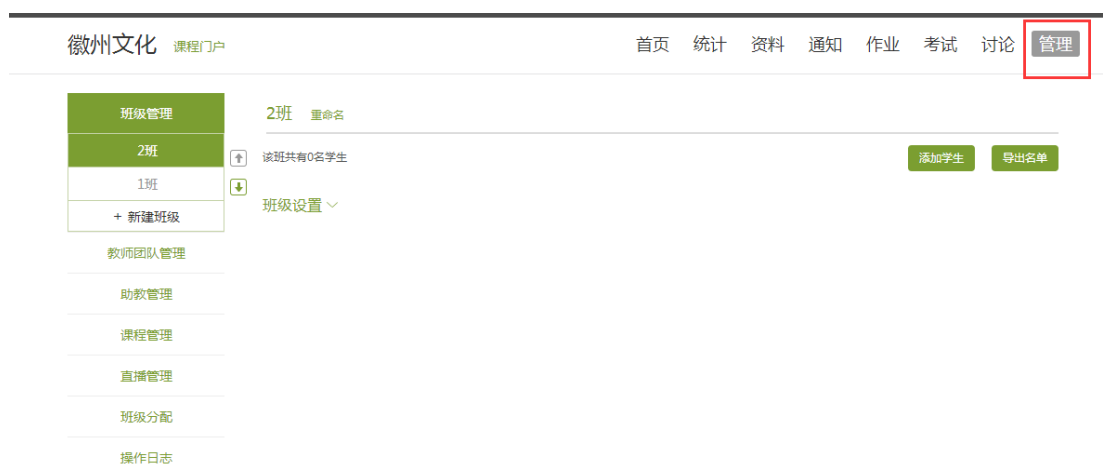 徽州文化 课程门户 首页 统计 资料 通知 作业 考试 讨论 管理
班级管理
2班
1班
+ 新建班级
教师团队管理
助教管理
课程管理
直播管理
班级分配
操作日志
2班 重命名
该班共有0名学生 添加学生 导出名单
班级设置